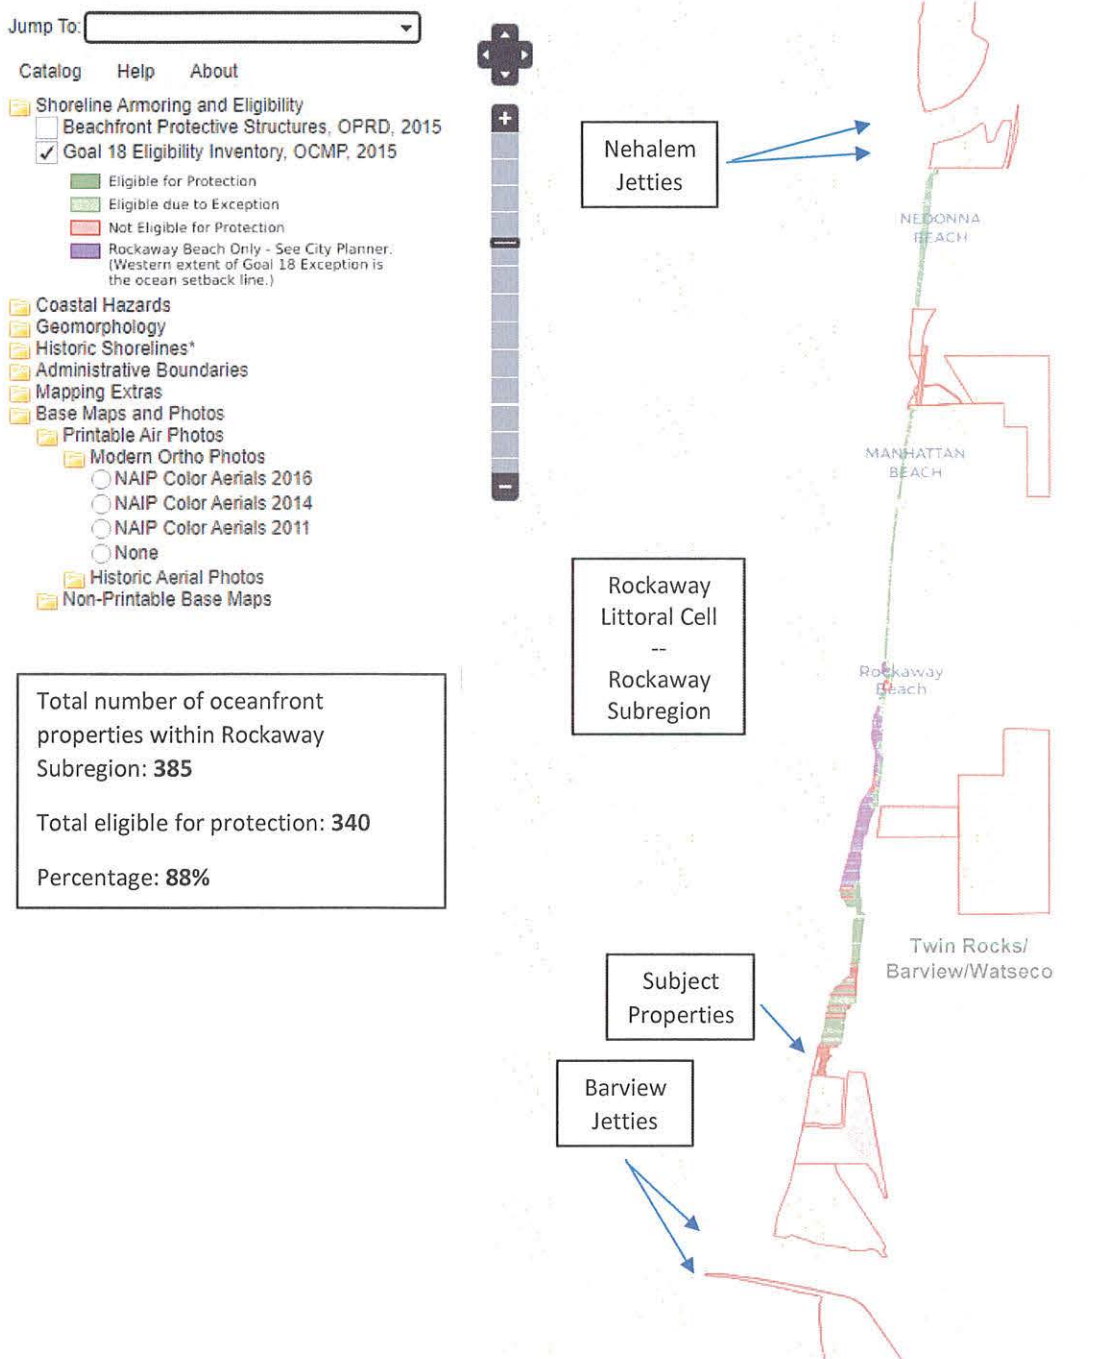 Jump To:
Catalog Help About
Shoreline Armoring and Eligibility
Beachfront Protective Structures, OPRD, 2015
Goal 18 Eligibility Inventory, OCMP, 2015
Eligible for Protection
Eligible due to Exception
Not Eligible for Protection
Rockaway Beach Only - See City Planner.
(Western extent of Goal 18 Exception is
the ocean setback line.)
Coastal Hazards
Geomorphology
Historic Shorelines*
Administrative Boundaries
Mapping Extras
Base Maps and Photos
Printable Air Photos
Modern Ortho Photos
NAIP Color Aerials 2016
NAIP Color Aerials 2014
NAIP Color Aerials 2011
None
Historic Aerial Photos
Non-Printable Base Maps
Total number of oceanfront
properties within Rockaway
Subregion: 385
Total eligible for protection: 340
Percentage: 88%
+
-
Nehalem
Jetties
NEDONNA
BEACH
MANHATTAN
BEACH
Rockaway
Littoral Cell
--
Rockaway
Subregion
Rockaway
Beach
Twin Rocks/
Barview/Watseco
Subject
Properties
Barview
Jetties